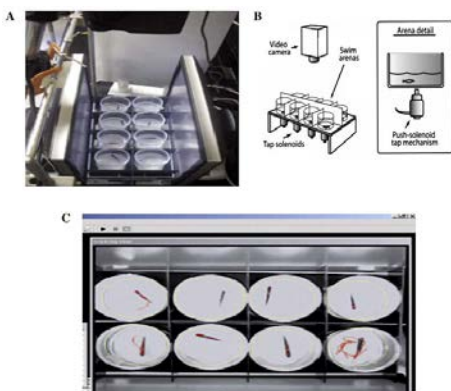 A
B
Video
camera
Swim
arenas
Tap solenoids
Arena detail
Push-solenoid
tap mechanism
C